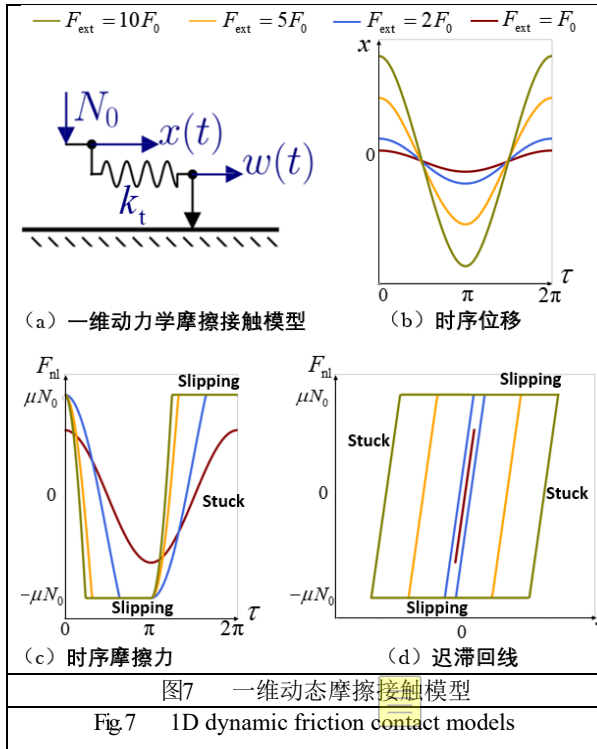 F_ext = 10F_0 F_ext = 5F_0 F_ext = 2F_0 F_ext = F_0
N_0
x(t)
w(t)
k_t
（a）一维动力学摩擦接触模型
x
0
τ
0 π 2π
（b）时序位移
F_nl
Slipping
μN_0
Stuck
0
-μN_0
Slipping
τ
0 π 2π
（c）时序摩擦力
Slipping
μN_0
Stuck
0
Stuck
-μN_0
Slipping
0
（d）迟滞回线
图7 一维动态摩擦接触模型
Fig.7 1D dynamic friction contact models